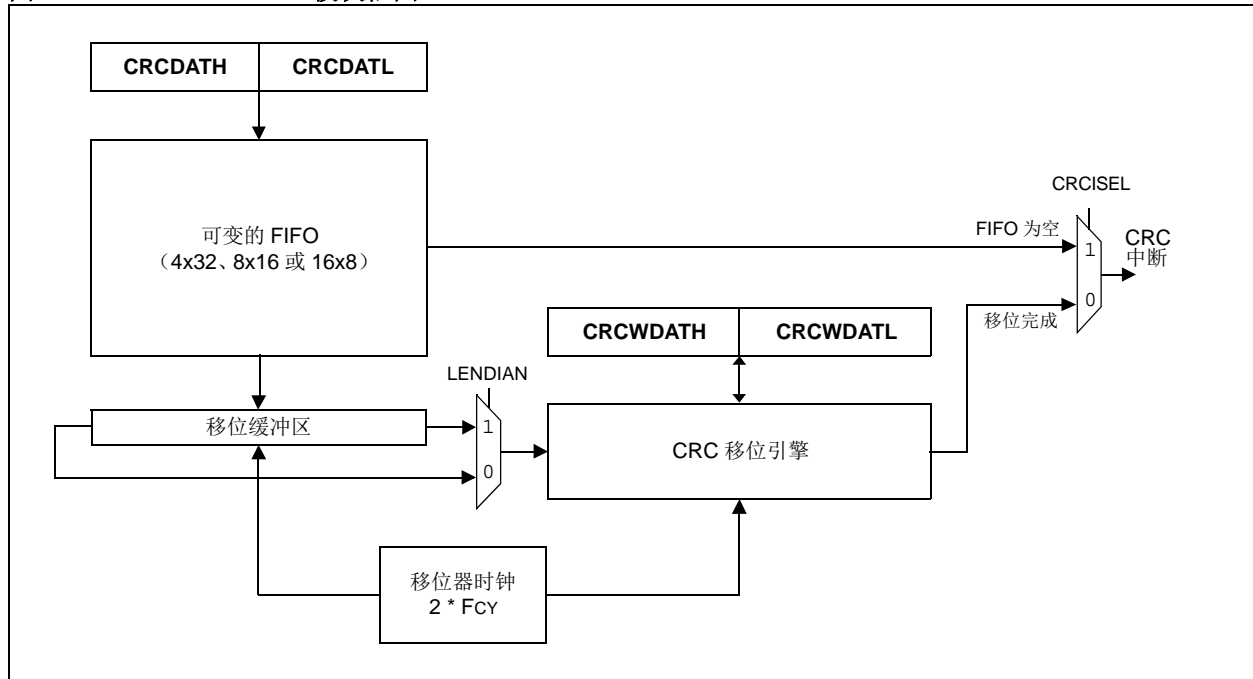 CRCDATH
CRCDATL
可变的 FIFO
（4x32、8x16 或 16x8）
CRCISEL
FIFO 为空
1
0
CRC
中断
移位完成
CRCWDATH
CRCWDATL
LENDIAN
移位缓冲区
1
0
CRC 移位引擎
移位器时钟
2 * FCY